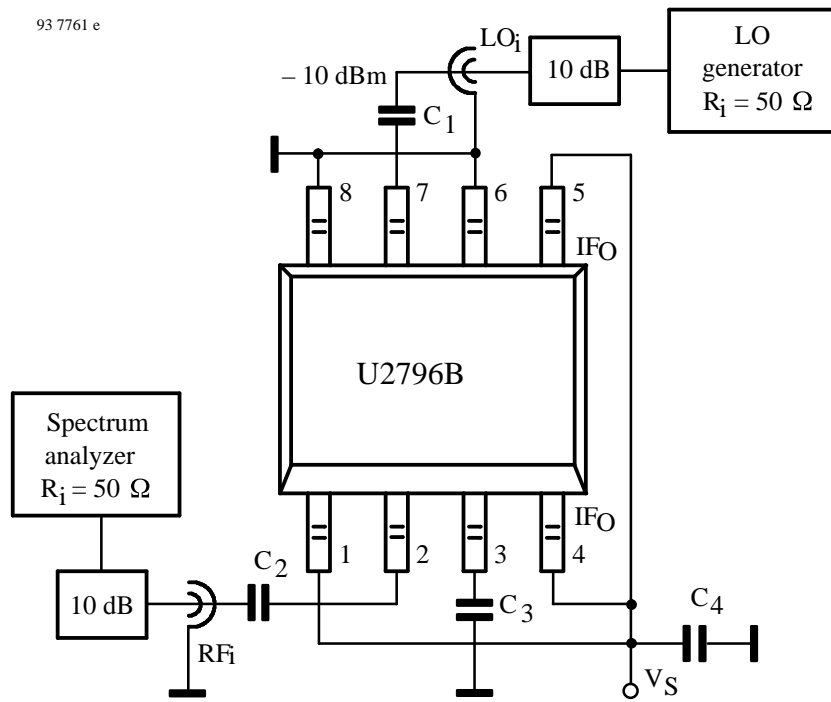 93 7761 e
LOi
– 10 dBm
10 dB
LO
generator
Ri = 50 Ω
C1
8
7
6
5
IFO
U2796B
Spectrum
analyzer
Ri = 50 Ω
IFO
1
2
3
4
C2
10 dB
RFi
C3
C4
VS